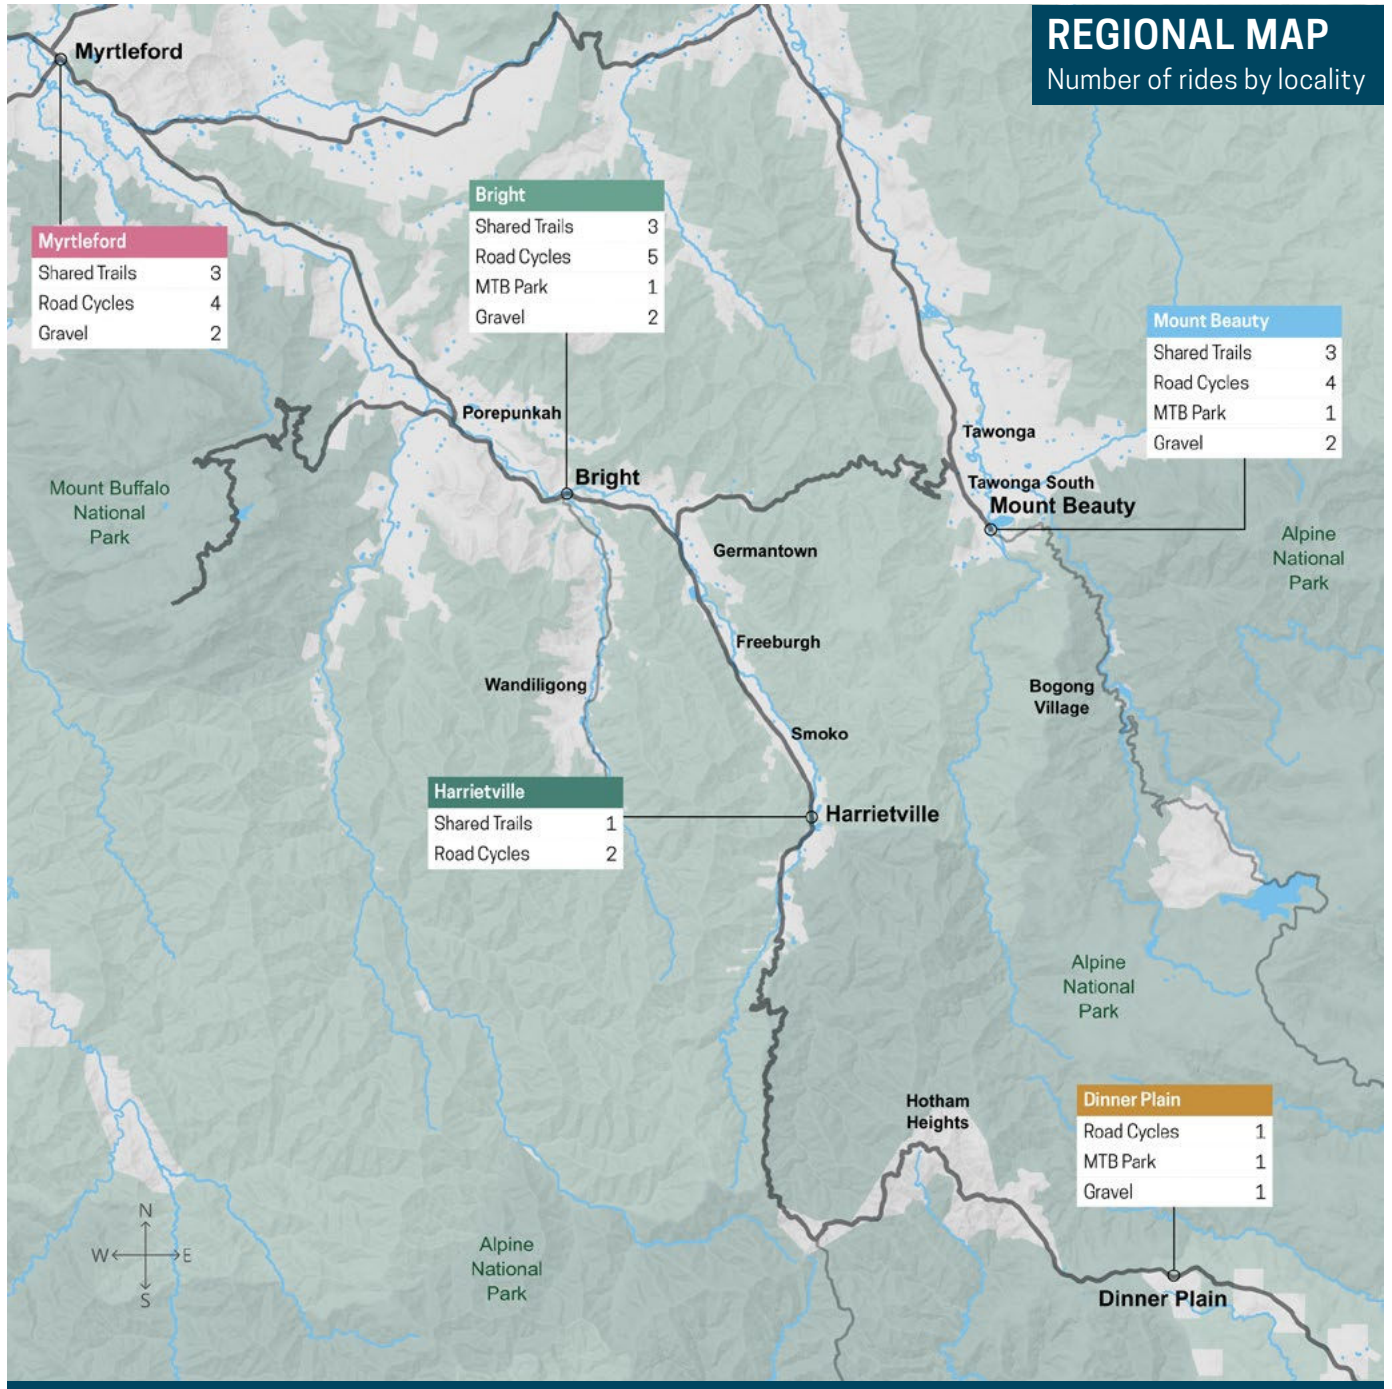 REGIONAL MAP
Number of rides by locality
Myrtleford
Myrtleford
Shared Trails 3
Road Cycles 4
Gravel 2
Bright
Shared Trails 3
Road Cycles 5
MTB Park 1
Gravel 2
Mount Beauty
Shared Trails 3
Road Cycles 4
MTB Park 1
Gravel 2
Porepunkah
Tawonga
Bright
Tawonga South
Mount Beauty
Mount Buffalo
National
Park
Germantown
Alpine
National
Park
Freeburgh
Wandiligong
Bogong
Village
Smoko
Harrietville
Shared Trails 1
Road Cycles 2
Harrietville
Alpine
National
Park
Hotham
Heights
Dinner Plain
Road Cycles 1
MTB Park 1
Gravel 1
N
W E
S
Alpine
National
Park
Dinner Plain